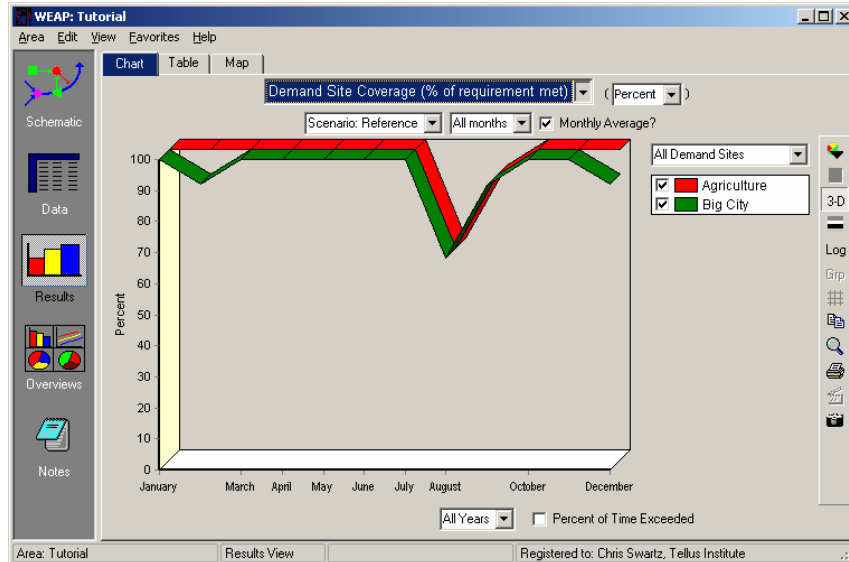 WEAP: Tutorial
Area Edit View Favorites Help
Chart Table Map
Demand Site Coverage (% of requirement met) ( Percent )
Scenario: Reference All months Monthly Average?
Schematic
Data
Results
Overviews
Notes
Percent
100
90
80
70
60
50
40
30
20
10
0
January March April May June July August October December
All Demand Sites
Agriculture
Big City
3-D
Log
Grp
All Years Percent of Time Exceeded
Area: Tutorial Results View Registered to: Chris Swartz, Tellus Institute